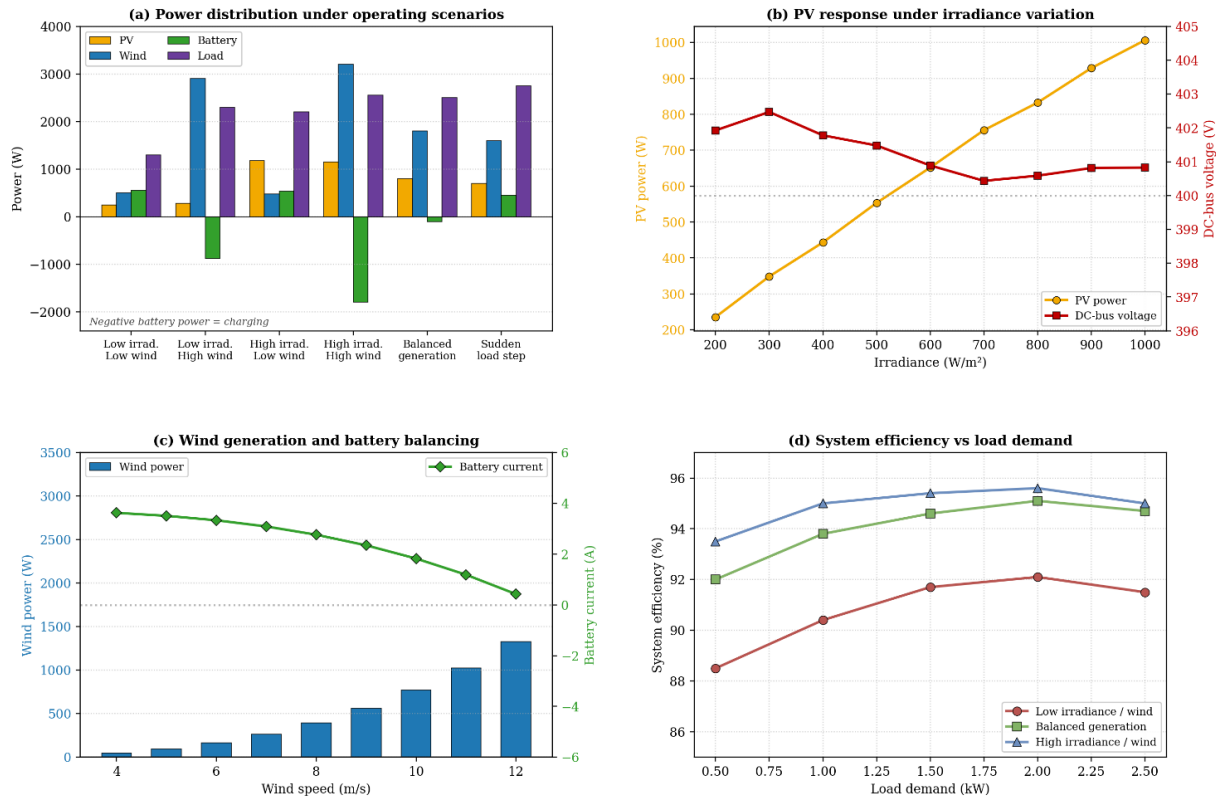 (a) Power distribution under operating scenarios
PV
Wind
Battery
Load
Power (W)
4000
3000
2000
1000
0
−1000
−2000
Negative battery power = charging
Low irrad.
Low wind
Low irrad.
High wind
High irrad.
Low wind
High irrad.
High wind
Balanced
generation
Sudden
load step
(b) PV response under irradiance variation
PV power (W)
1000
900
800
700
600
500
400
300
200
405
404
403
402
401
400
399
398
397
396
DC-bus voltage (V)
PV power
DC-bus voltage
200 300 400 500 600 700 800 900 1000
Irradiance (W/m²)
(c) Wind generation and battery balancing
Wind power
Battery current
Wind power (W)
3500
3000
2500
2000
1500
1000
500
0
6
4
2
0
−2
−4
−6
Battery current (A)
4 6 8 10 12
Wind speed (m/s)
(d) System efficiency vs load demand
System efficiency (%)
96
94
92
90
88
86
Low irradiance / wind
Balanced generation
High irradiance / wind
0.50 0.75 1.00 1.25 1.50 1.75 2.00 2.25 2.50
Load demand (kW)